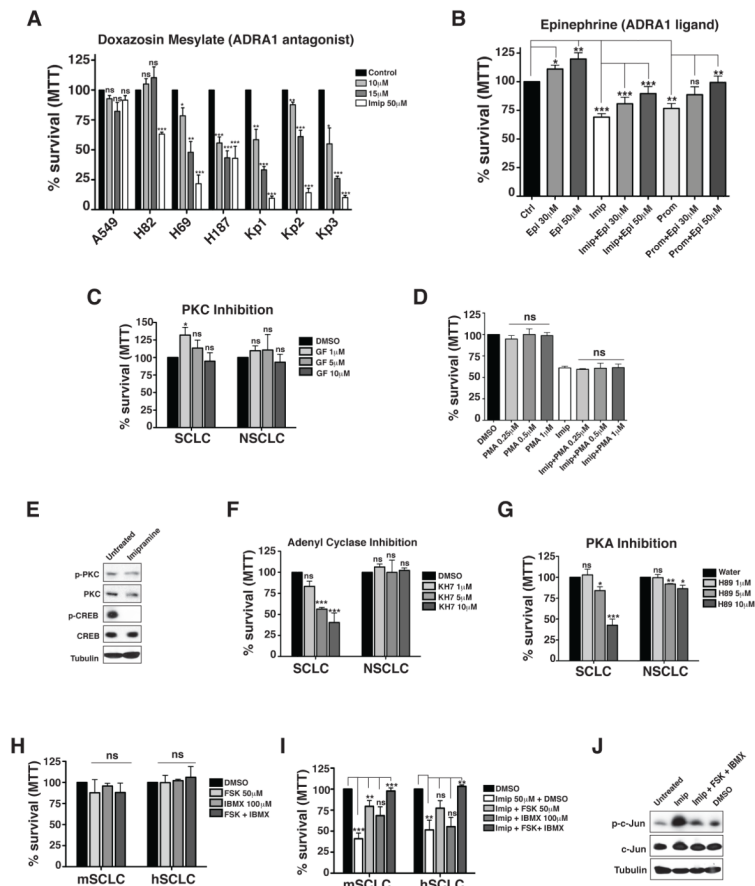 A
Doxazosin Mesylate (ADRA1 antagonist)
% survival (MTT)
125
100
75
50
25
0
ns
ns
ns
ns
ns
***
*
**
***
***
***
***
**
***
***
**
**
***
*
**
***
A549
H82
H69
H187
Kp1
Kp2
Kp3
Control
10μM
15μM
Imip 50μM
B
Epinephrine (ADRA1 ligand)
% survival (MTT)
125
100
75
50
25
0
*
**
***
***
***
**
ns
**
Ctrl
Epi 30μM
Epi 50μM
Imip
Imip+Epi 30μM
Imip+Epi 50μM
Prom
Prom+Epi 30μM
Prom+Epi 50μM
C
PKC Inhibition
% survival (MTT)
150
125
100
75
50
25
0
*
ns
ns
ns
ns
ns
SCLC
NSCLC
DMSO
GF 1μM
GF 5μM
GF 10μM
D
% survival (MTT)
125
100
75
50
25
0
ns
ns
DMSO
PMA 0.25μM
PMA 0.5μM
PMA 1μM
Imip
Imip+PMA 0.25μM
Imip+PMA 0.5μM
Imip+PMA 1μM
E
Untreated
Imipramine
p-PKC
PKC
p-CREB
CREB
Tubulin
F
Adenyl Cyclase Inhibition
% survival (MTT)
125
100
75
50
25
0
ns
***
***
ns
ns
ns
SCLC
NSCLC
DMSO
KH7 1μM
KH7 5μM
KH7 10μM
G
PKA Inhibition
% survival (MTT)
125
100
75
50
25
0
ns
*
***
ns
**
*
SCLC
NSCLC
Water
H89 1μM
H89 5μM
H89 10μM
H
% survival (MTT)
125
100
75
50
25
0
ns
ns
mSCLC
hSCLC
DMSO
FSK 50μM
IBMX 100μM
FSK + IBMX
I
% survival (MTT)
125
100
75
50
25
0
***
**
ns
***
**
ns
ns
**
mSCLC
hSCLC
DMSO
Imip 50μM + DMSO
Imip + FSK 50μM
Imip + IBMX 100μM
Imip + FSK+ IBMX
J
Untreated
Imip
Imip + FSK + IBMX
DMSO
p-c-Jun
c-Jun
Tubulin